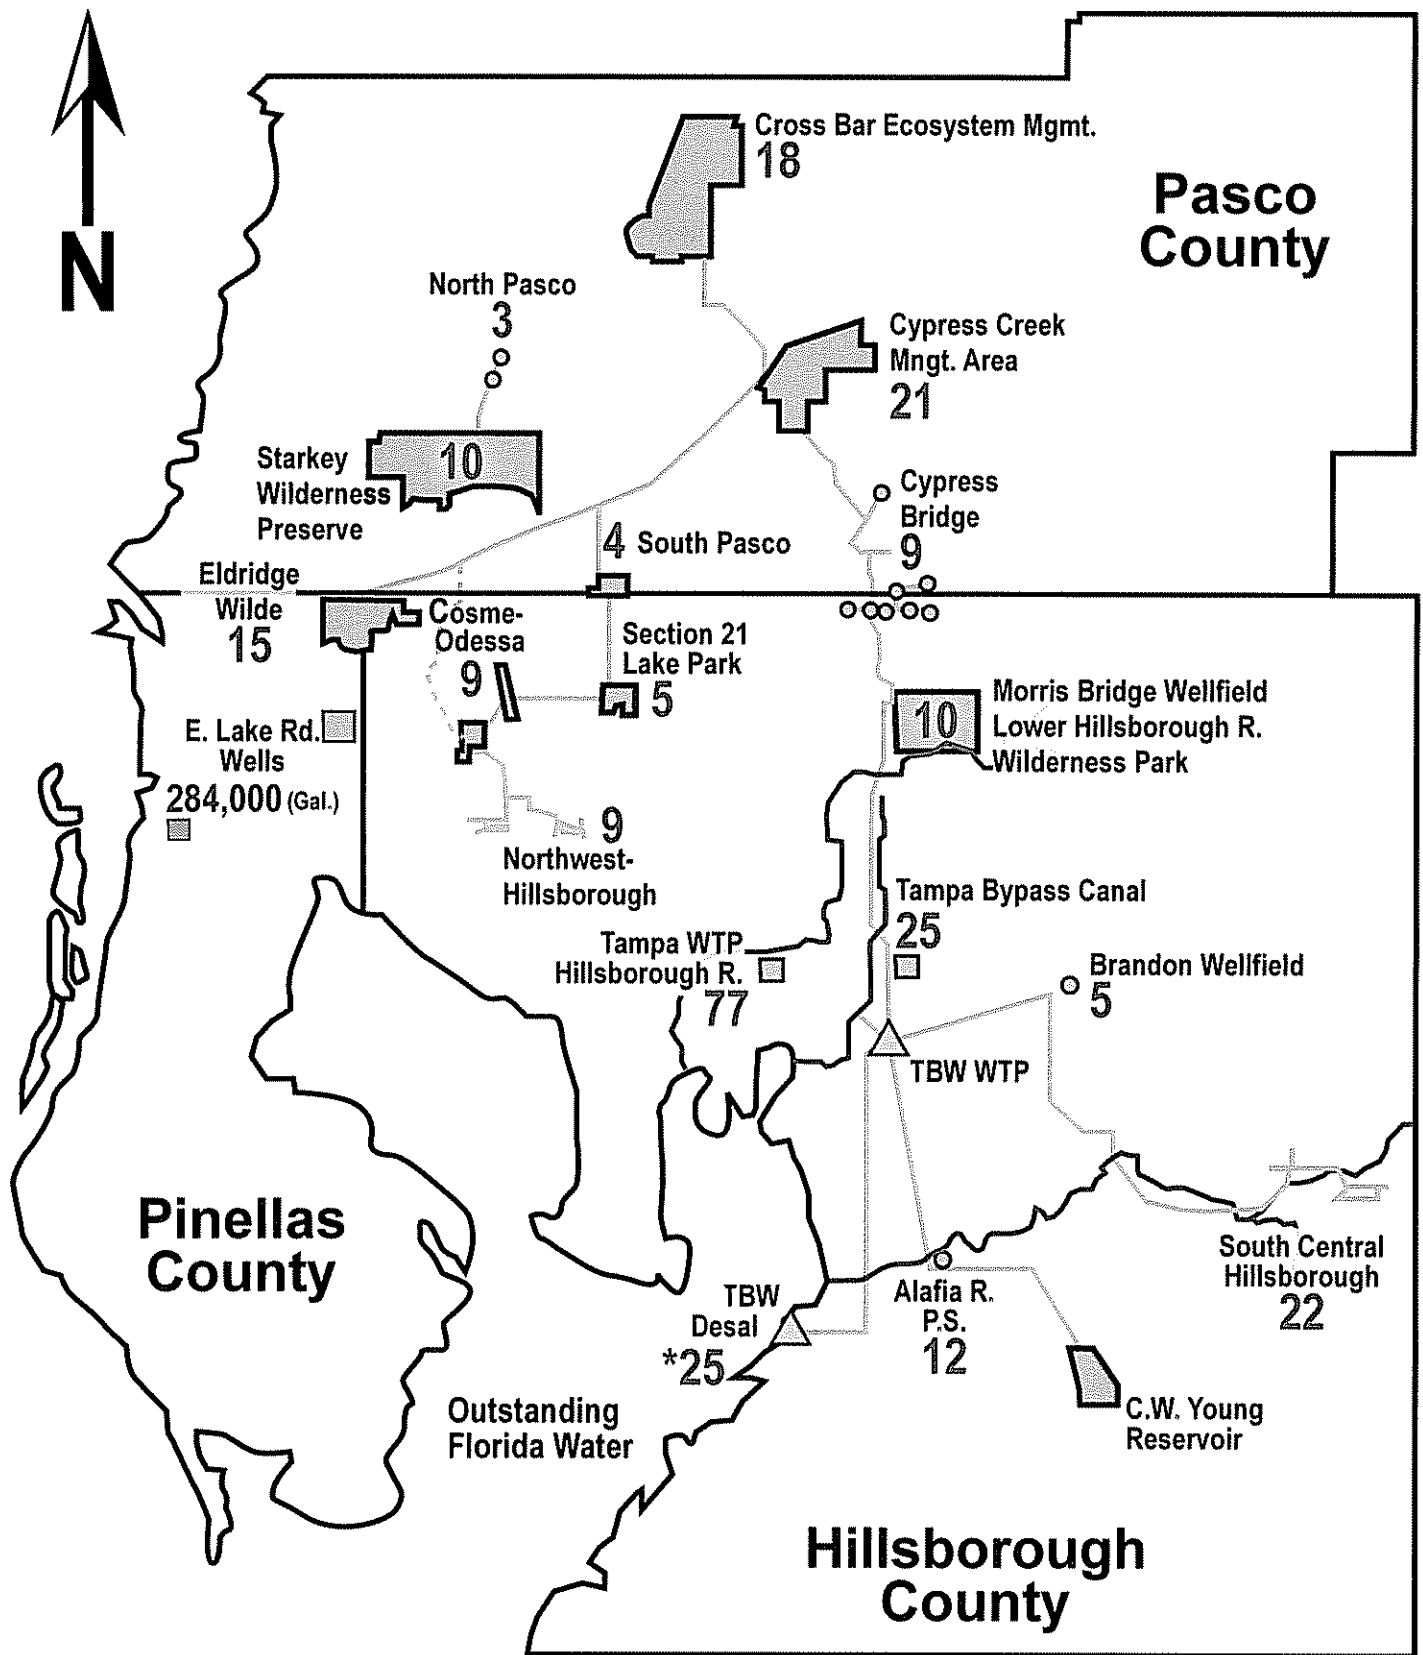 N
Cross Bar Ecosystem Mgmt.
18
Pasco
County
North Pasco
3
Cypress Creek
Mngt. Area
21
Starkey
Wilderness
Preserve
10
Cypress
Bridge
9
4 South Pasco
Eldridge
Wilde
15
Cosme-
Odessa
9
Section 21
Lake Park
5
10
Morris Bridge Wellfield
Lower Hillsborough R.
Wilderness Park
E. Lake Rd.
Wells
284,000 (Gal.)
9
Northwest-
Hillsborough
Tampa Bypass Canal
25
Tampa WTP
Hillsborough R.
77
Brandon Wellfield
5
TBW WTP
Pinellas
County
South Central
Hillsborough
22
TBW
Desal
*25
Alafia R.
P.S.
12
C.W. Young
Reservoir
Outstanding
Florida Water
Hillsborough
County